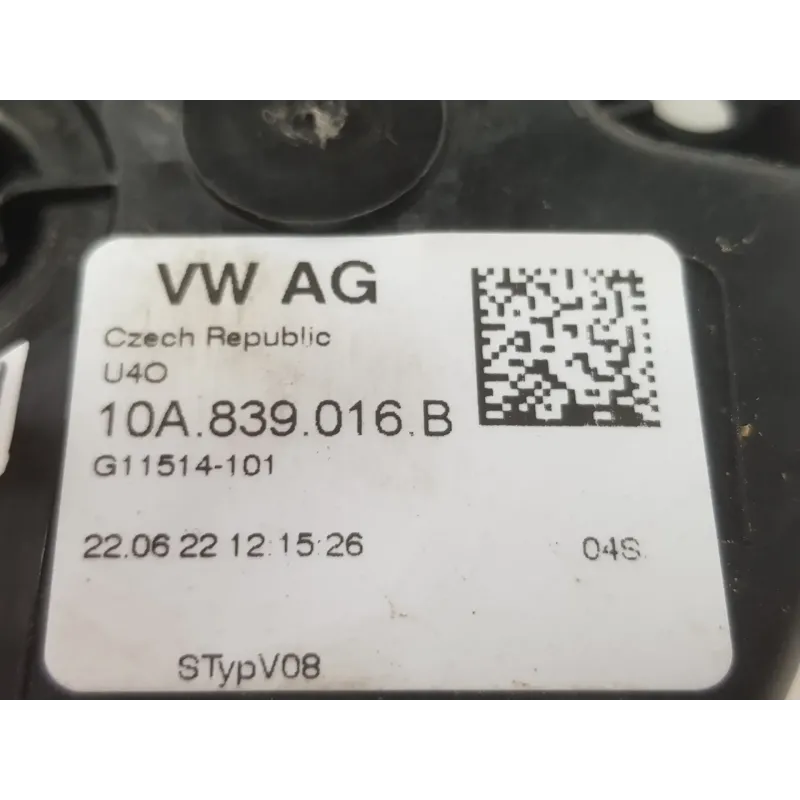 VW AG
Czech Republic
U4O
10A.839.016.B
G11514-101
22.06 22 12:15:26
04S
STypV08